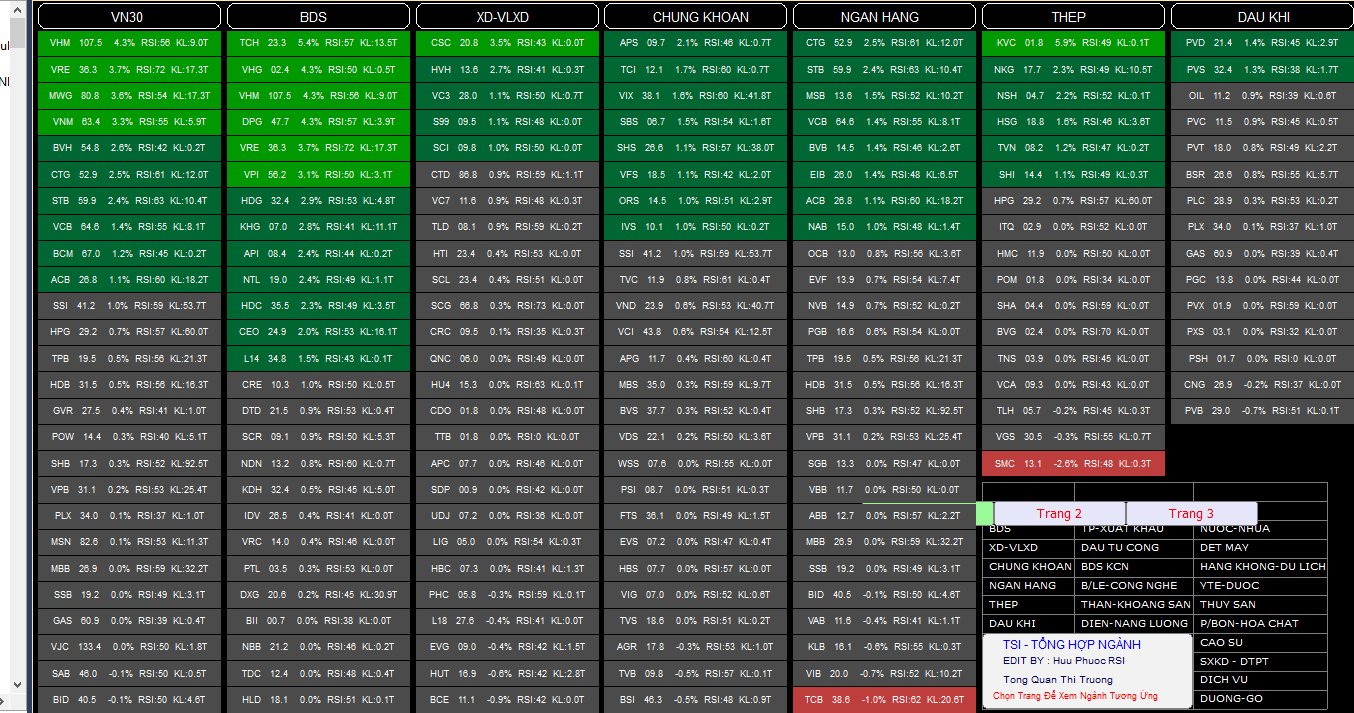 ul
NI
VN30
VHM 107.5 4.3% RSI:56 KL:9.0T
VRE 36.3 3.7% RSI:72 KL:17.3T
MWG 80.8 3.6% RSI:54 KL:17.3T
VNM 63.4 3.3% RSI:55 KL:5.9T
BVH 54.8 2.6% RSI:42 KL:0.2T
CTG 52.9 2.5% RSI:61 KL:12.0T
STB 59.9 2.4% RSI:63 KL:10.4T
VCB 64.6 1.4% RSI:55 KL:8.1T
BCM 67.0 1.2% RSI:45 KL:0.2T
ACB 26.8 1.1% RSI:60 KL:18.2T
SSI 41.2 1.0% RSI:59 KL:53.7T
HPG 29.2 0.7% RSI:57 KL:60.0T
TPB 19.5 0.5% RSI:56 KL:21.3T
HDB 31.5 0.5% RSI:56 KL:16.3T
GVR 27.5 0.4% RSI:41 KL:1.0T
POW 14.4 0.3% RSI:40 KL:5.1T
SHB 17.3 0.3% RSI:52 KL:92.5T
VPB 31.1 0.2% RSI:53 KL:25.4T
PLX 34.0 0.1% RSI:37 KL:1.0T
MSN 82.6 0.1% RSI:53 KL:11.3T
MBB 26.9 0.0% RSI:59 KL:32.2T
SSB 19.2 0.0% RSI:49 KL:3.1T
GAS 60.9 0.0% RSI:39 KL:0.4T
VJC 133.4 0.0% RSI:50 KL:1.8T
SAB 46.0 -0.1% RSI:50 KL:0.5T
BID 40.5 -0.1% RSI:50 KL:4.6T
BDS
TCH 23.3 5.4% RSI:57 KL:13.5T
VHG 02.4 4.3% RSI:50 KL:0.5T
VHM 107.5 4.3% RSI:56 KL:9.0T
DPG 47.7 4.3% RSI:57 KL:3.9T
VRE 36.3 3.7% RSI:72 KL:17.3T
VPI 56.2 3.1% RSI:50 KL:3.1T
HDG 32.4 2.9% RSI:53 KL:4.8T
KHG 07.0 2.8% RSI:41 KL:11.1T
API 08.4 2.4% RSI:44 KL:0.2T
NTL 19.0 2.4% RSI:49 KL:1.1T
HDC 35.5 2.3% RSI:49 KL:3.5T
CEO 24.9 2.0% RSI:53 KL:16.1T
L14 34.8 1.5% RSI:43 KL:0.1T
CRE 10.3 1.0% RSI:50 KL:0.5T
DTD 21.5 0.9% RSI:53 KL:0.4T
SCR 09.1 0.9% RSI:50 KL:5.3T
NDN 13.2 0.8% RSI:60 KL:0.7T
KDH 32.4 0.5% RSI:45 KL:5.0T
IDV 26.5 0.4% RSI:41 KL:0.0T
VRC 14.0 0.4% RSI:46 KL:0.0T
PTL 03.5 0.3% RSI:53 KL:0.0T
DXG 20.6 0.2% RSI:45 KL:30.9T
BII 00.7 0.0% RSI:38 KL:0.0T
NBB 21.2 0.0% RSI:46 KL:0.2T
TDC 12.4 0.0% RSI:48 KL:0.4T
HLD 18.1 0.0% RSI:51 KL:0.1T
XD-VLXD
CSC 20.8 3.5% RSI:43 KL:0.0T
HVH 13.6 2.7% RSI:41 KL:0.3T
VC3 28.0 1.1% RSI:50 KL:0.7T
S99 09.5 1.1% RSI:48 KL:0.0T
SCI 09.8 1.0% RSI:50 KL:0.0T
CTD 86.8 0.9% RSI:59 KL:1.1T
VC7 11.6 0.9% RSI:48 KL:0.3T
TLD 08.1 0.9% RSI:59 KL:0.2T
HTI 23.4 0.4% RSI:53 KL:0.0T
SCL 23.4 0.4% RSI:51 KL:0.0T
SCG 66.8 0.3% RSI:73 KL:0.0T
CRC 09.5 0.1% RSI:35 KL:0.3T
QNC 06.0 0.0% RSI:49 KL:0.0T
HU4 15.3 0.0% RSI:63 KL:0.1T
CDO 01.8 0.0% RSI:48 KL:0.0T
TTB 01.8 0.0% RSI:0 KL:0.0T
APC 07.7 0.0% RSI:46 KL:0.0T
SDP 00.9 0.0% RSI:42 KL:0.0T
UDJ 07.2 0.0% RSI:36 KL:0.0T
LIG 05.0 0.0% RSI:54 KL:0.3T
HBC 07.3 0.0% RSI:41 KL:1.3T
PHC 05.8 -0.3% RSI:59 KL:0.1T
L18 27.6 -0.4% RSI:41 KL:0.0T
EVG 09.0 -0.4% RSI:42 KL:1.5T
HUT 16.9 -0.6% RSI:42 KL:2.8T
BCE 11.1 -0.9% RSI:42 KL:0.0T
CHUNG KHOAN
APS 09.7 2.1% RSI:46 KL:0.7T
TCI 12.1 1.7% RSI:60 KL:0.7T
VIX 38.1 1.6% RSI:60 KL:41.8T
SBS 06.7 1.5% RSI:54 KL:1.6T
SHS 26.6 1.1% RSI:57 KL:38.0T
VFS 18.5 1.1% RSI:42 KL:2.0T
ORS 14.5 1.0% RSI:51 KL:2.9T
IVS 10.1 1.0% RSI:50 KL:0.2T
SSI 41.2 1.0% RSI:59 KL:53.7T
TVC 11.9 0.8% RSI:61 KL:0.4T
VND 23.9 0.6% RSI:53 KL:40.7T
VCI 43.8 0.6% RSI:54 KL:12.5T
APG 11.7 0.4% RSI:60 KL:0.4T
MBS 35.0 0.3% RSI:59 KL:9.7T
BVS 37.7 0.3% RSI:52 KL:0.4T
VDS 22.1 0.2% RSI:50 KL:3.6T
WSS 07.6 0.0% RSI:55 KL:0.0T
PSI 08.7 0.0% RSI:51 KL:0.3T
FTS 36.1 0.0% RSI:49 KL:1.5T
EVS 07.2 0.0% RSI:47 KL:0.4T
HBS 07.7 0.0% RSI:57 KL:0.0T
VIG 07.0 0.0% RSI:52 KL:0.6T
TVS 18.6 0.0% RSI:51 KL:0.2T
AGR 17.8 -0.3% RSI:53 KL:1.0T
TVB 09.8 -0.5% RSI:57 KL:0.1T
BSI 46.3 -0.5% RSI:48 KL:0.9T
NGAN HANG
CTG 52.9 2.5% RSI:61 KL:12.0T
STB 59.9 2.4% RSI:63 KL:10.4T
MSB 13.6 1.5% RSI:52 KL:10.2T
VCB 64.6 1.4% RSI:55 KL:8.1T
BVB 14.5 1.4% RSI:46 KL:2.6T
EIB 26.0 1.4% RSI:48 KL:6.5T
ACB 26.8 1.1% RSI:60 KL:18.2T
NAB 15.0 1.0% RSI:48 KL:1.4T
OCB 13.0 0.8% RSI:56 KL:3.6T
EVF 13.9 0.7% RSI:54 KL:7.4T
NVB 14.9 0.7% RSI:52 KL:0.2T
PGB 16.6 0.6% RSI:54 KL:0.0T
TPB 19.5 0.5% RSI:56 KL:21.3T
HDB 31.5 0.5% RSI:56 KL:16.3T
SHB 17.3 0.3% RSI:52 KL:92.5T
VPB 31.1 0.2% RSI:53 KL:25.4T
SGB 13.3 0.0% RSI:47 KL:0.0T
VBB 11.7 0.0% RSI:50 KL:0.0T
ABB 12.7 0.0% RSI:57 KL:2.2T
MBB 26.9 0.0% RSI:59 KL:32.2T
SSB 19.2 0.0% RSI:49 KL:3.1T
BID 40.5 -0.1% RSI:50 KL:4.6T
VAB 11.6 -0.4% RSI:41 KL:1.1T
KLB 16.1 -0.6% RSI:55 KL:0.3T
VIB 20.0 -0.7% RSI:52 KL:10.2T
TCB 38.6 -1.0% RSI:62 KL:20.6T
THEP
KVC 01.8 5.9% RSI:49 KL:0.1T
NKG 17.7 2.3% RSI:49 KL:10.5T
NSH 04.7 2.2% RSI:52 KL:0.1T
HSG 18.8 1.6% RSI:46 KL:3.6T
TVN 08.2 1.2% RSI:47 KL:0.2T
SHI 14.4 1.1% RSI:49 KL:0.3T
HPG 29.2 0.7% RSI:57 KL:60.0T
ITQ 02.9 0.0% RSI:52 KL:0.0T
HMC 11.9 0.0% RSI:50 KL:0.0T
POM 01.8 0.0% RSI:34 KL:0.0T
SHA 04.4 0.0% RSI:59 KL:0.0T
BVG 02.4 0.0% RSI:70 KL:0.0T
TNS 03.9 0.0% RSI:45 KL:0.0T
VCA 09.3 0.0% RSI:43 KL:0.0T
TLH 05.7 -0.2% RSI:45 KL:0.3T
VGS 30.5 -0.3% RSI:55 KL:0.7T
SMC 13.1 -2.6% RSI:48 KL:0.3T
DAU KHI
PVD 21.4 1.4% RSI:45 KL:2.9T
PVS 32.4 1.3% RSI:38 KL:1.7T
OIL 11.2 0.9% RSI:39 KL:0.6T
PVC 11.5 0.9% RSI:45 KL:0.5T
PVT 18.0 0.8% RSI:49 KL:2.2T
BSR 26.6 0.8% RSI:55 KL:5.7T
PLC 28.9 0.3% RSI:53 KL:0.2T
PLX 34.0 0.1% RSI:37 KL:1.0T
GAS 60.9 0.0% RSI:39 KL:0.4T
PGC 13.8 0.0% RSI:44 KL:0.0T
PVX 01.9 0.0% RSI:59 KL:0.0T
PXS 03.1 0.0% RSI:32 KL:0.0T
PSH 01.7 0.0% RSI:0 KL:0.0T
CNG 26.9 -0.2% RSI:37 KL:0.0T
PVB 29.0 -0.7% RSI:51 KL:0.1T
Trang 2 Trang 3
BDS TP-XUAT KHAU NUOC-NHUA
XD-VLXD DAU TU CONG DET MAY
CHUNG KHOAN BDS KCN HANG KHONG-DU LICH
NGAN HANG B/LE-CONG NGHE YTE-DUOC
THEP THAN-KHOANG SAN THUY SAN
DAU KHI DIEN-NANG LUONG P/BON-HOA CHAT
CAO SU
SXKD - DTPT
DICH VU
DUONG-GO
TSI - TỔNG HỢP NGÀNH
EDIT BY : Huu Phuoc RSI
Tong Quan Thi Truong
Chọn Trang Để Xem Ngành Tương Ứng